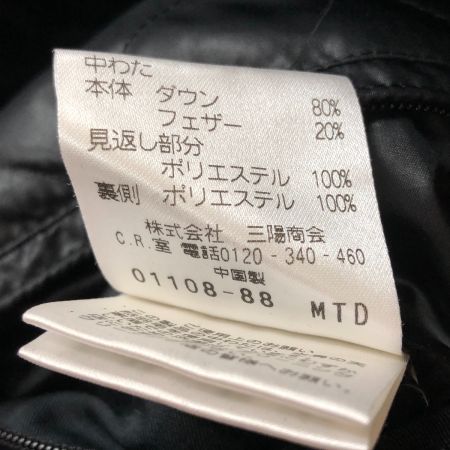 中わた
本体 ダウン 80%
フェザー 20%
見返し部分
ポリエステル 100%
裏側 ポリエステル 100%
株式会社 三陽商会
C.R.室 電話0120-340-460
中国製
01108-88 MTD